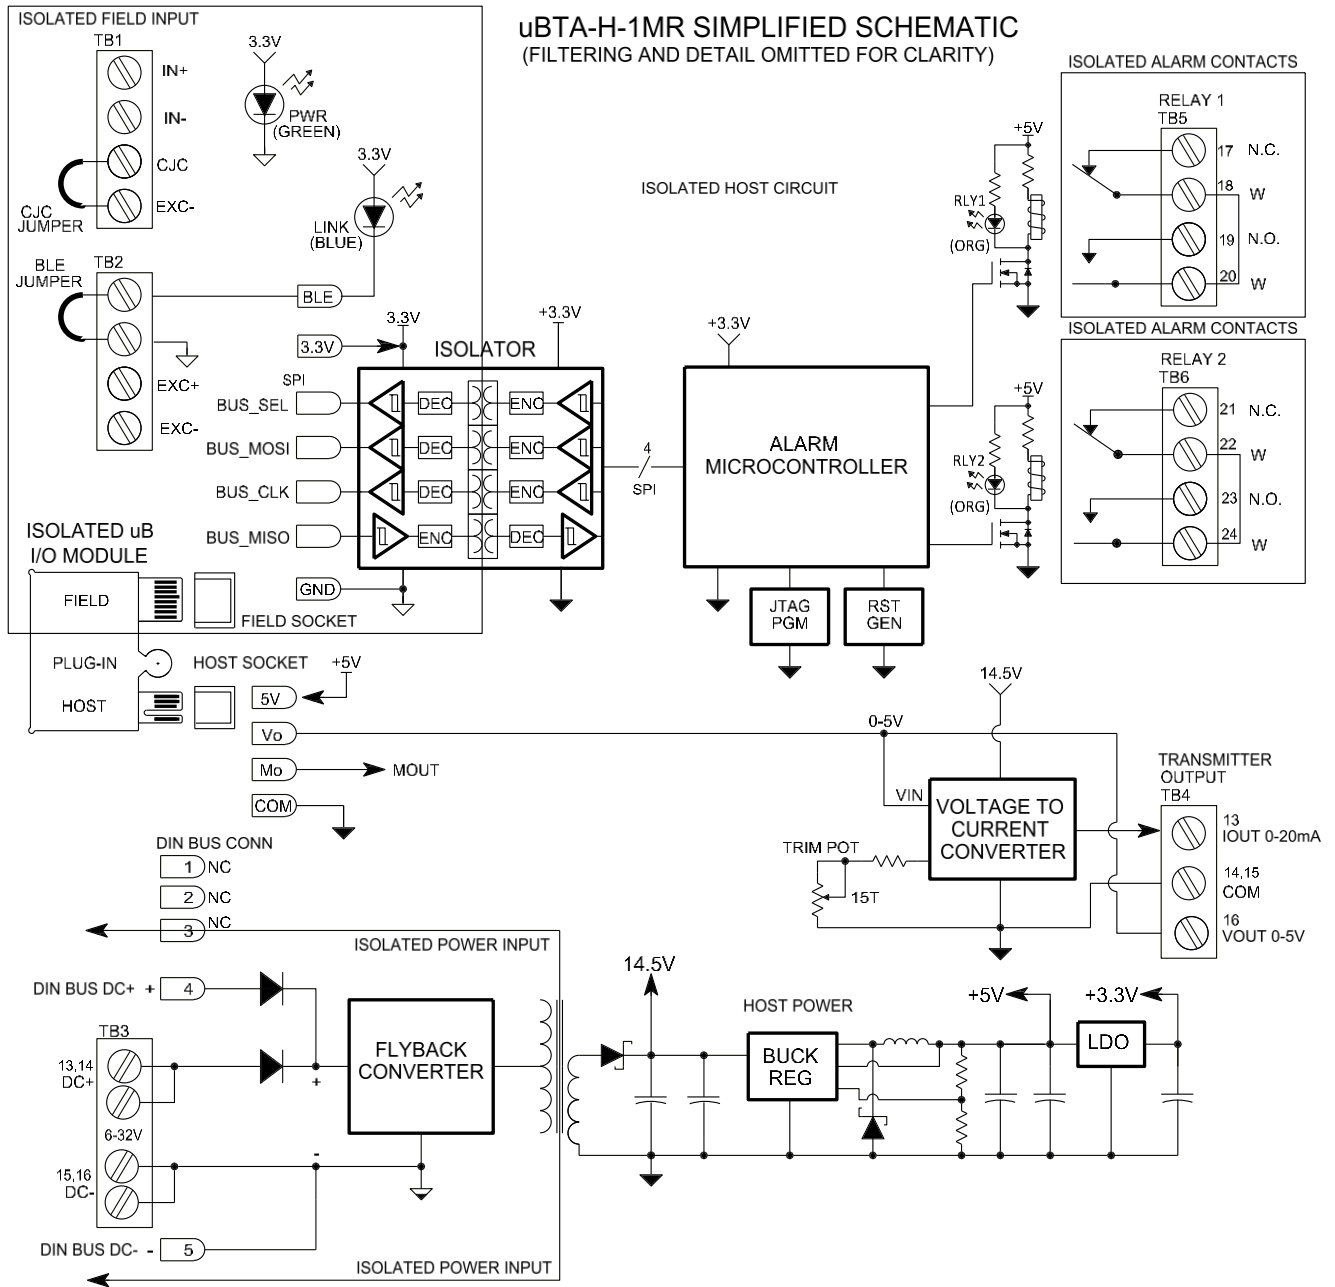 uBTA-H-1MR SIMPLIFIED SCHEMATIC
(FILTERING AND DETAIL OMITTED FOR CLARITY)
ISOLATED FIELD INPUT
TB1
IN+
IN-
CJC
EXC-
CJC
JUMPER
3.3V
PWR
(GREEN)
3.3V
LINK
(BLUE)
BLE
JUMPER
TB2
EXC+
EXC-
BLE
3.3V
3.3V
+3.3V
ISOLATOR
SPI
BUS_SEL
DEC
ENC
BUS_MOSI
DEC
ENC
BUS_CLK
DEC
ENC
BUS_MISO
ENC
DEC
GND
4
SPI
ISOLATED uB
I/O MODULE
FIELD
FIELD SOCKET
PLUG-IN
HOST
HOST SOCKET
+5V
5V
Vo
Mo
MOUT
COM
ISOLATED HOST CIRCUIT
+3.3V
ALARM
MICROCONTROLLER
JTAG
PGM
RST
GEN
+5V
RLY1
(ORG)
+5V
RLY2
(ORG)
ISOLATED ALARM CONTACTS
RELAY 1
TB5
17 N.C.
18 W
19 N.O.
20 W
ISOLATED ALARM CONTACTS
RELAY 2
TB6
21 N.C.
22 W
23 N.O.
24 W
14.5V
0-5V
VIN
VOLTAGE TO
CURRENT
CONVERTER
TRIM POT
15T
TRANSMITTER
OUTPUT
TB4
13
IOUT 0-20mA
14,15
COM
16
VOUT 0-5V
DIN BUS CONN
1 NC
2 NC
3 NC
ISOLATED POWER INPUT
DIN BUS DC+ + 4
TB3
13,14
DC+
6-32V
15,16
DC-
+
-
DIN BUS DC- - 5
FLYBACK
CONVERTER
ISOLATED POWER INPUT
14.5V
HOST POWER
BUCK
REG
+5V
+3.3V
LDO